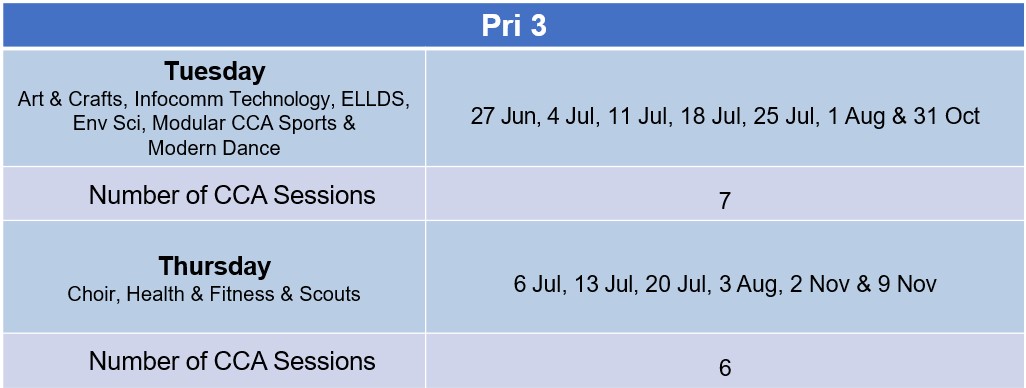 Pri 3
Tuesday
Art & Crafts, Infocomm Technology, ELLDS,
Env Sci, Modular CCA Sports &
Modern Dance
27 Jun, 4 Jul, 11 Jul, 18 Jul, 25 Jul, 1 Aug & 31 Oct
Number of CCA Sessions
7
Thursday
Choir, Health & Fitness & Scouts
6 Jul, 13 Jul, 20 Jul, 3 Aug, 2 Nov & 9 Nov
Number of CCA Sessions
6